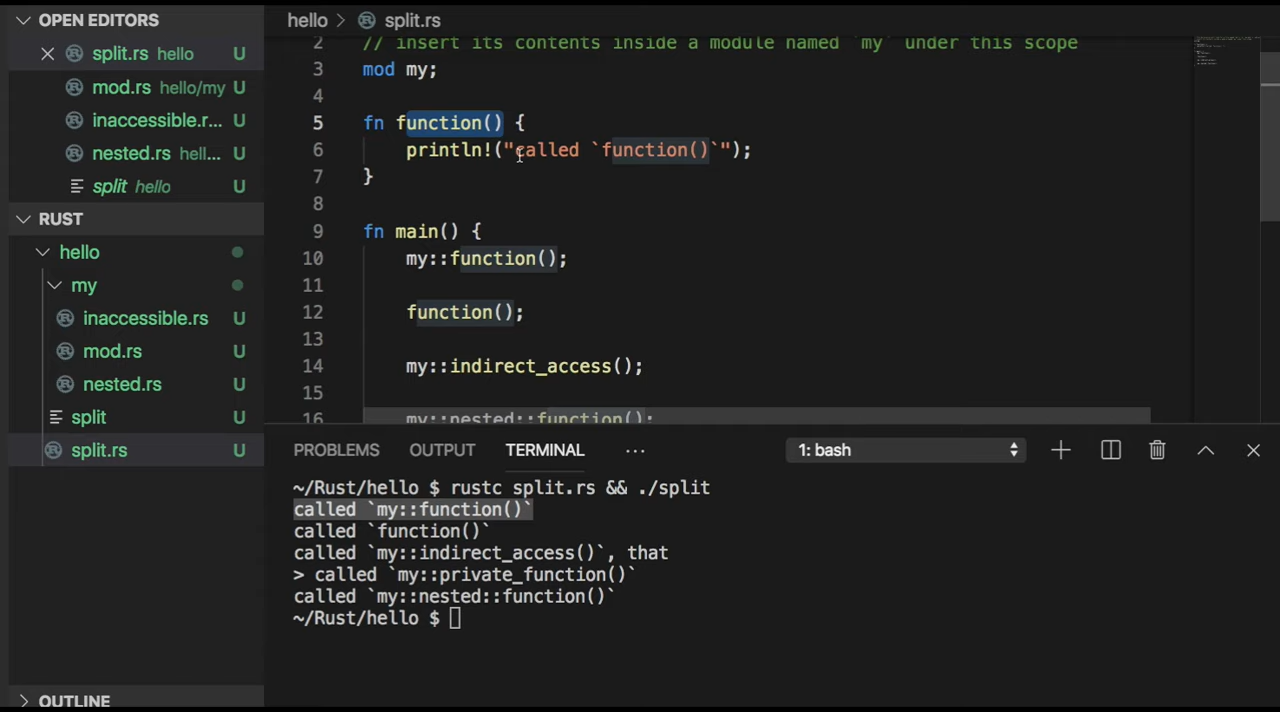 OPEN EDITORS
split.rs hello U
mod.rs hello/my U
inaccessible.r... U
nested.rs hell... U
split hello U
RUST
hello
my
inaccessible.rs U
mod.rs U
nested.rs U
split U
split.rs U
OUTLINE
hello > split.rs
2 // insert its contents inside a module named `my` under this scope
3 mod my;
4
5 fn function() {
6 println!("called `function()`");
7 }
8
9 fn main() {
10 my::function();
11
12 function();
13
14 my::indirect_access();
15
16 my::nested::function();
PROBLEMS OUTPUT TERMINAL ... 1: bash
~/Rust/hello $ rustc split.rs && ./split
called `my::function()`
called `function()`
called `my::indirect_access()`, that
> called `my::private_function()`
called `my::nested::function()`
~/Rust/hello $